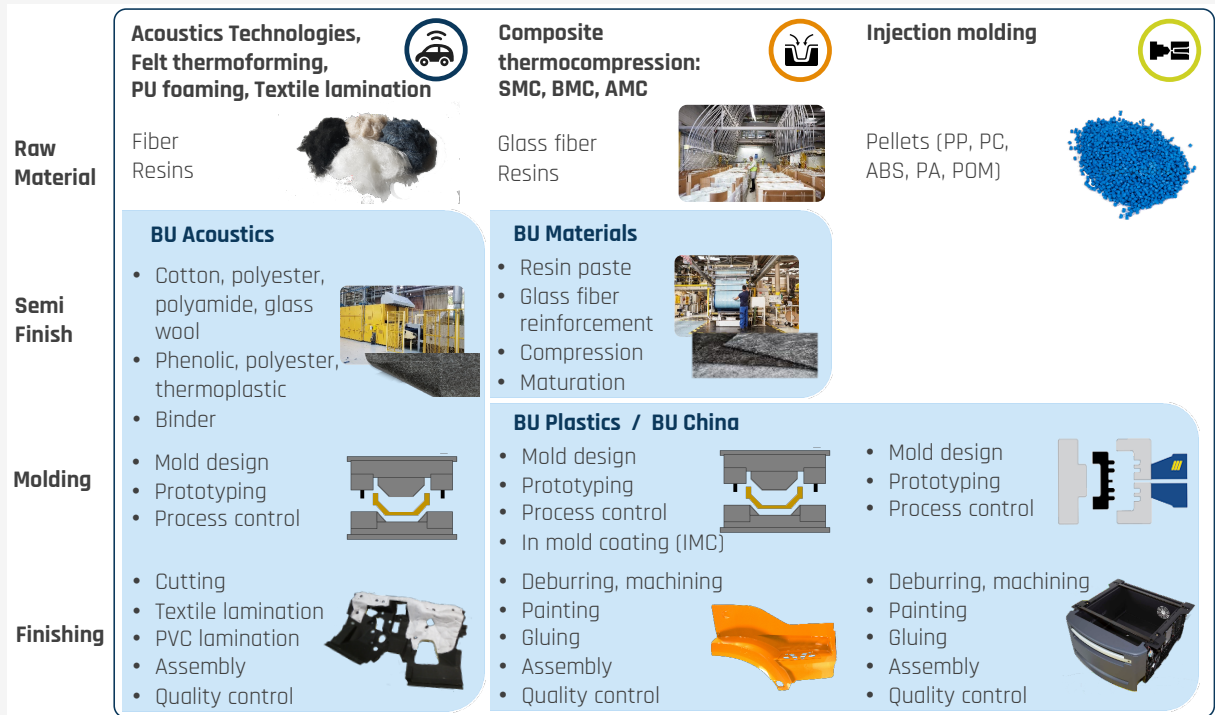 Acoustics Technologies,
Felt thermoforming,
PU foaming, Textile lamination
Composite
thermocompression:
SMC, BMC, AMC
Injection molding
Raw
Material
Fiber
Resins
Glass fiber
Resins
Pellets (PP, PC,
ABS, PA, POM)
Semi
Finish
BU Acoustics
• Cotton, polyester,
polyamide, glass
wool
• Phenolic, polyester,
thermoplastic
• Binder
BU Materials
• Resin paste
• Glass fiber
reinforcement
• Compression
• Maturation
BU Plastics / BU China
Molding
• Mold design
• Prototyping
• Process control
• Mold design
• Prototyping
• Process control
• In mold coating (IMC)
• Mold design
• Prototyping
• Process control
Finishing
• Cutting
• Textile lamination
• PVC lamination
• Assembly
• Quality control
• Deburring, machining
• Painting
• Gluing
• Assembly
• Quality control
• Deburring, machining
• Painting
• Gluing
• Assembly
• Quality control